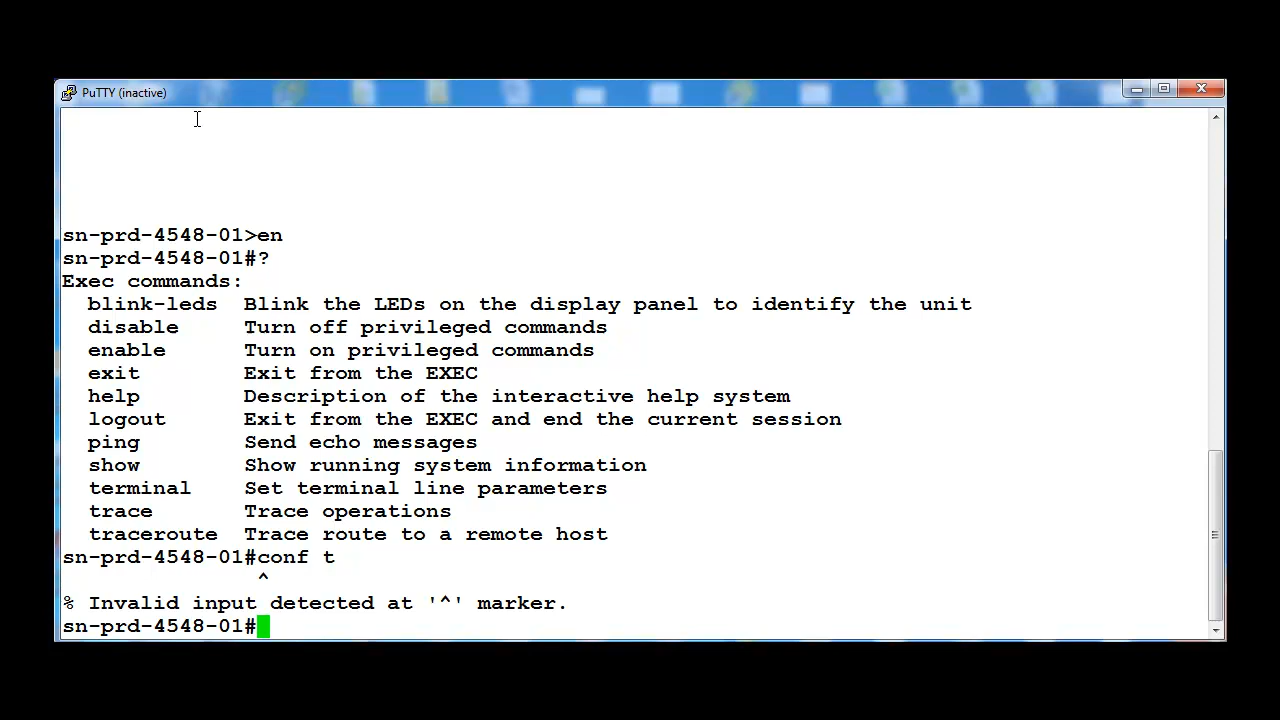 PuTTY (inactive)
sn-prd-4548-01>en
sn-prd-4548-01#?
Exec commands:
  blink-leds  Blink the LEDs on the display panel to identify the unit
  disable     Turn off privileged commands
  enable      Turn on privileged commands
  exit        Exit from the EXEC
  help        Description of the interactive help system
  logout      Exit from the EXEC and end the current session
  ping        Send echo messages
  show        Show running system information
  terminal    Set terminal line parameters
  trace       Trace operations
  traceroute  Trace route to a remote host
sn-prd-4548-01#conf t
               ^
% Invalid input detected at '^' marker.
sn-prd-4548-01#